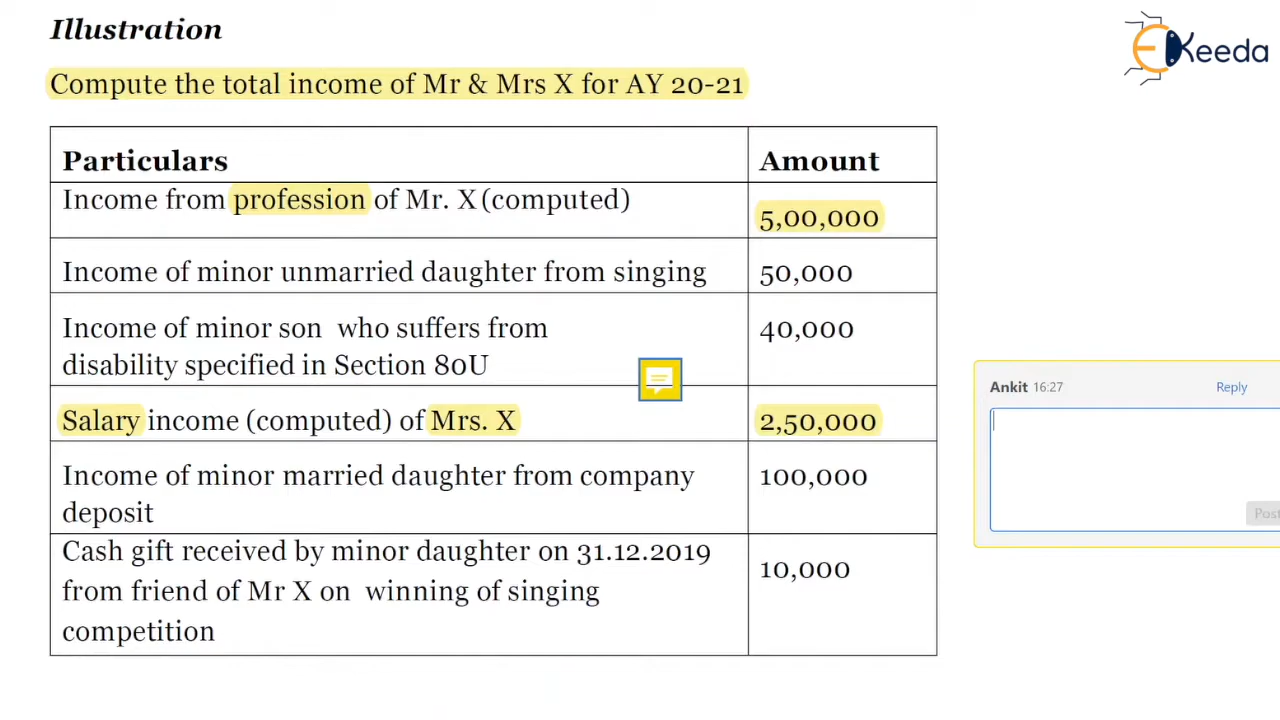 Illustration
EKeeda
Compute the total income of Mr & Mrs X for AY 20-21
Particulars
Amount
Income from profession of Mr. X (computed)
5,00,000
Income of minor unmarried daughter from singing
50,000
Income of minor son who suffers from
disability specified in Section 80U
40,000
Salary income (computed) of Mrs. X
2,50,000
Income of minor married daughter from company
deposit
100,000
Cash gift received by minor daughter on 31.12.2019
from friend of Mr X on winning of singing
competition
10,000
Ankit 16:27
Reply
Post